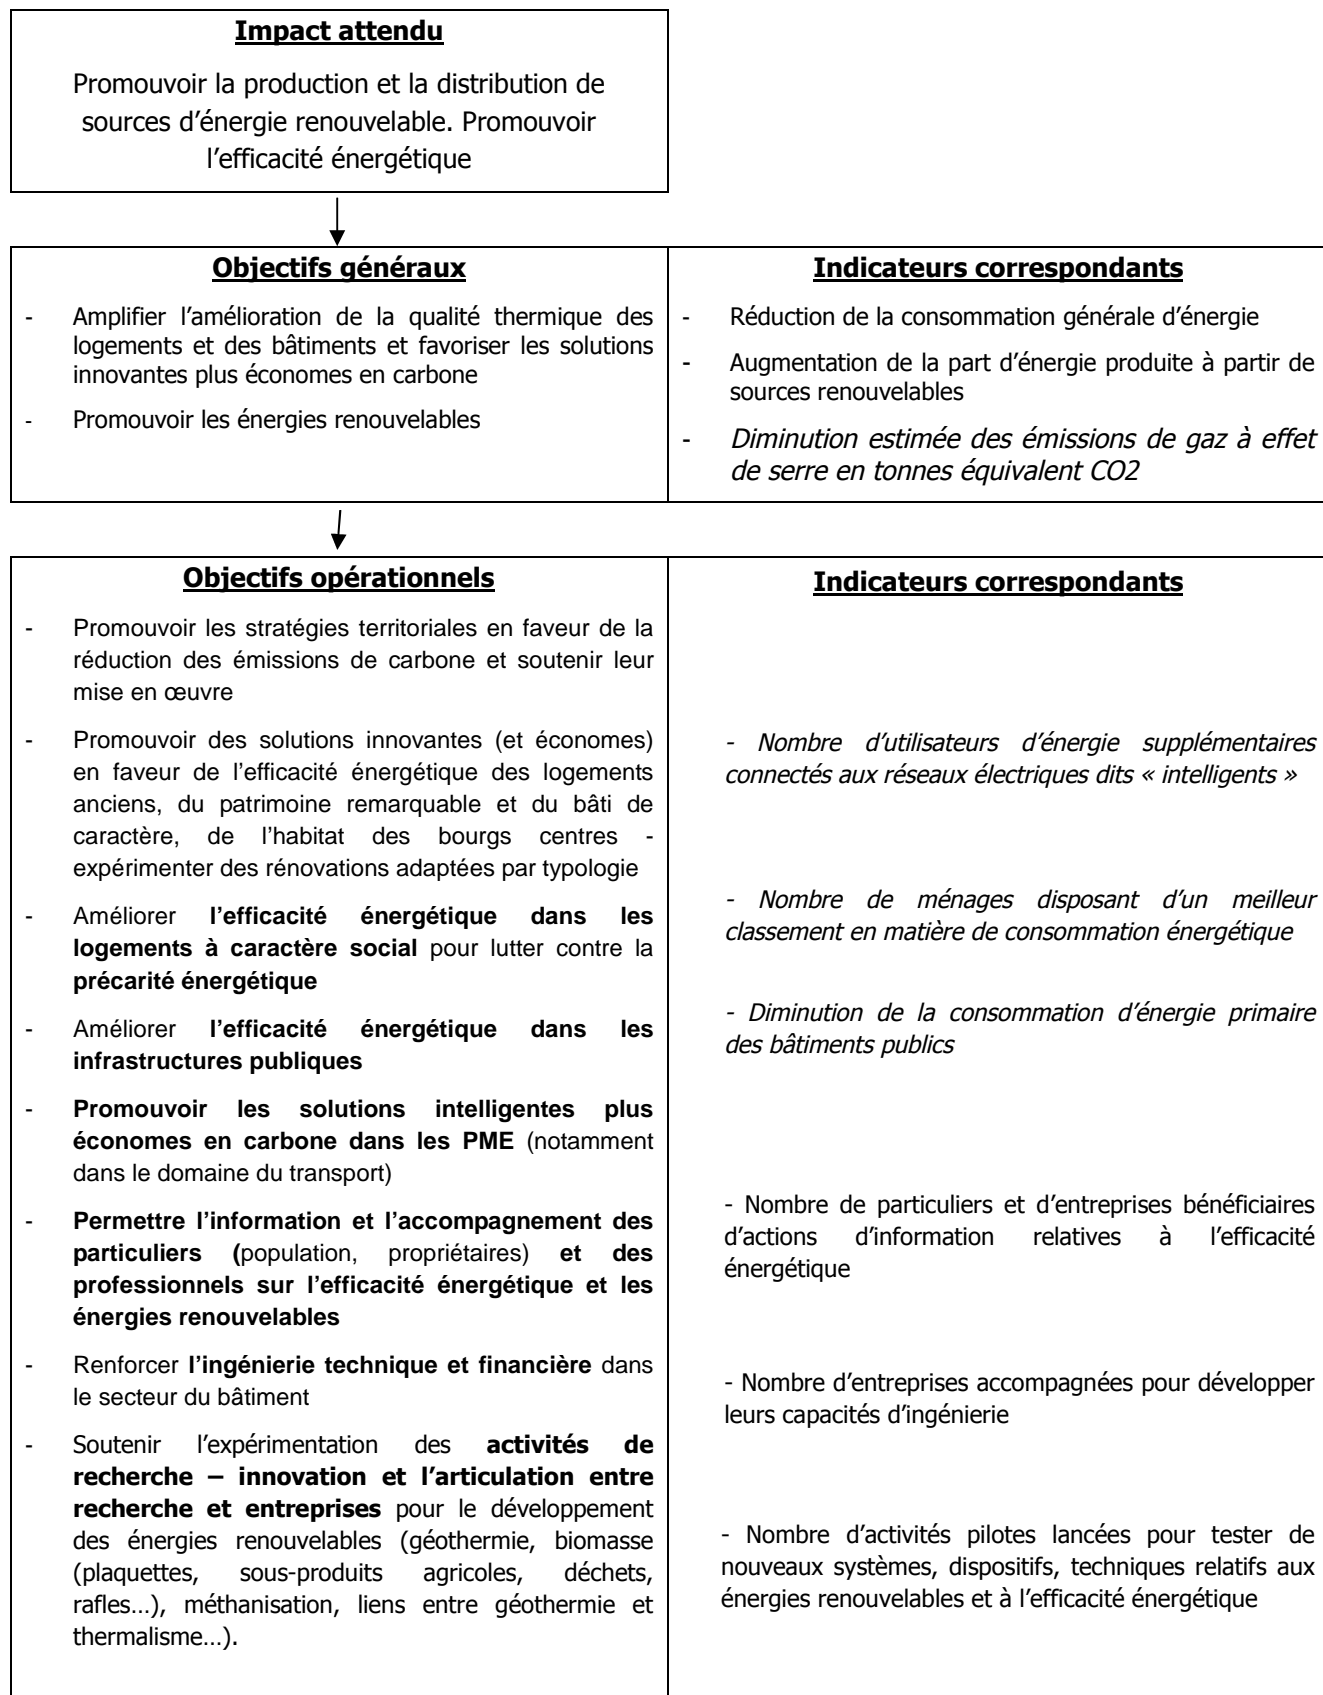 Impact attendu
Promouvoir la production et la distribution de
sources d’énergie renouvelable. Promouvoir
l’efficacité énergétique
Objectifs généraux
- Amplifier l’amélioration de la qualité thermique des
logements et des bâtiments et favoriser les solutions
innovantes plus économes en carbone
- Promouvoir les énergies renouvelables
Indicateurs correspondants
- Réduction de la consommation générale d’énergie
- Augmentation de la part d’énergie produite à partir de
sources renouvelables
- Diminution estimée des émissions de gaz à effet
de serre en tonnes équivalent CO2
Objectifs opérationnels
- Promouvoir les stratégies territoriales en faveur de la
réduction des émissions de carbone et soutenir leur
mise en œuvre
- Promouvoir des solutions innovantes (et économes)
en faveur de l’efficacité énergétique des logements
anciens, du patrimoine remarquable et du bâti de
caractère, de l’habitat des bourgs centres -
expérimenter des rénovations adaptées par typologie
- Améliorer l’efficacité énergétique dans les
logements à caractère social pour lutter contre la
précarité énergétique
- Améliorer l’efficacité énergétique dans les
infrastructures publiques
- Promouvoir les solutions intelligentes plus
économes en carbone dans les PME (notamment
dans le domaine du transport)
- Permettre l’information et l’accompagnement des
particuliers (population, propriétaires) et des
professionnels sur l’efficacité énergétique et les
énergies renouvelables
- Renforcer l’ingénierie technique et financière dans
le secteur du bâtiment
- Soutenir l’expérimentation des activités de
recherche – innovation et l’articulation entre
recherche et entreprises pour le développement
des énergies renouvelables (géothermie, biomasse
(plaquettes, sous-produits agricoles, déchets,
rafles…), méthanisation, liens entre géothermie et
thermalisme…).
Indicateurs correspondants
- Nombre d’utilisateurs d’énergie supplémentaires
connectés aux réseaux électriques dits « intelligents »
- Nombre de ménages disposant d’un meilleur
classement en matière de consommation énergétique
- Diminution de la consommation d’énergie primaire
des bâtiments publics
- Nombre de particuliers et d’entreprises bénéficiaires
d’actions d’information relatives à l’efficacité
énergétique
- Nombre d’entreprises accompagnées pour développer
leurs capacités d’ingénierie
- Nombre d’activités pilotes lancées pour tester de
nouveaux systèmes, dispositifs, techniques relatifs aux
énergies renouvelables et à l’efficacité énergétique